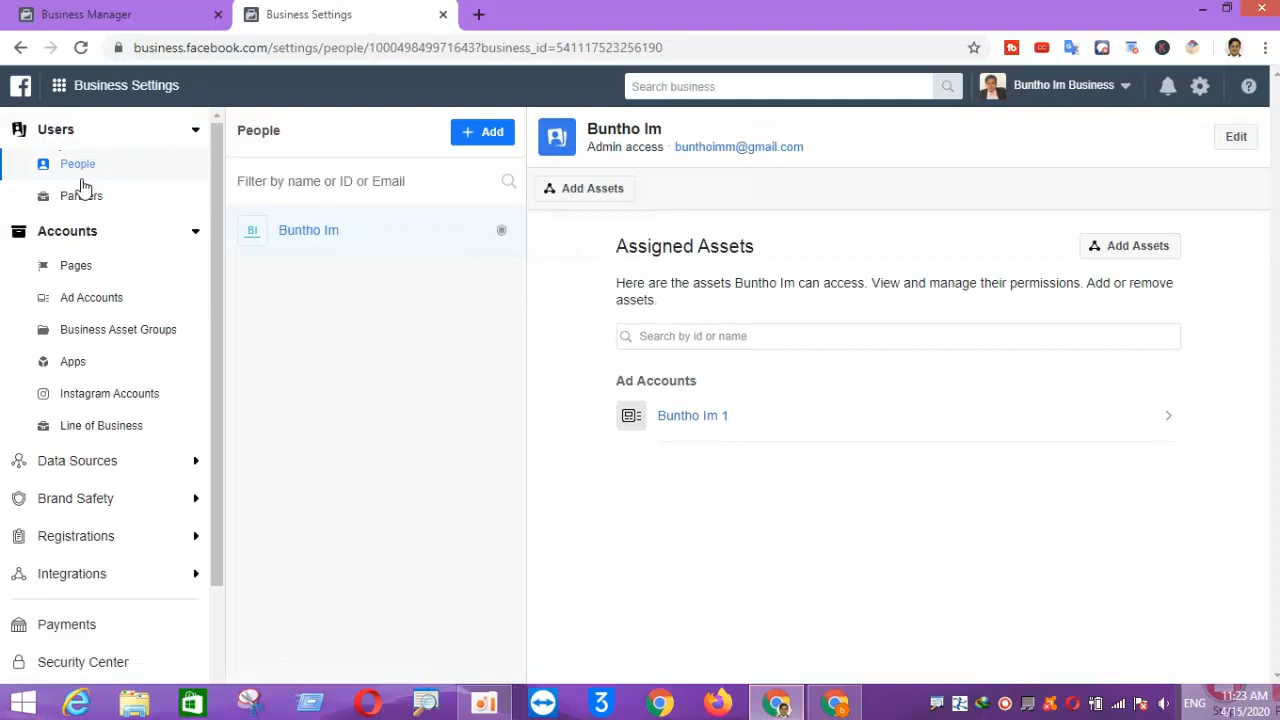 Business Manager
Business Settings
business.facebook.com/settings/people/100049849971643?business_id=541117523256190
Business Settings
Search business
Buntho Im Business
Users
People
Partners
Accounts
Pages
Ad Accounts
Business Asset Groups
Apps
Instagram Accounts
Line of Business
Data Sources
Brand Safety
Registrations
Integrations
Payments
Security Center
People
+ Add
Filter by name or ID or Email
BI
Buntho Im
Buntho Im
Admin access · bunthoimm@gmail.com
Edit
Add Assets
Assigned Assets
Add Assets
Here are the assets Buntho Im can access. View and manage their permissions. Add or remove
assets.
Search by id or name
Ad Accounts
Buntho Im 1
ENG
11:23 AM
4/15/2020